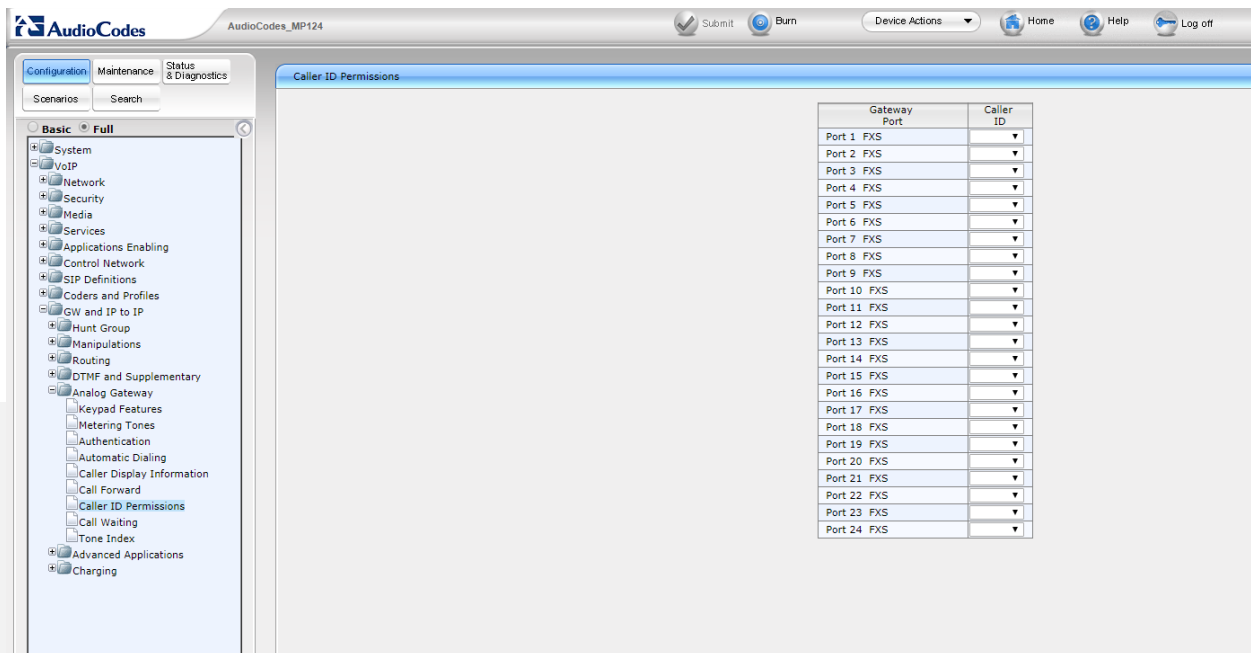 AudioCodes
AudioCodes_MP124
Submit
Burn
Device Actions
Home
Help
Log off
Configuration
Maintenance
Status
& Diagnostics
Scenarios
Search
Basic
Full
System
VoIP
Network
Security
Media
Services
Applications Enabling
Control Network
SIP Definitions
Coders and Profiles
GW and IP to IP
Hunt Group
Manipulations
Routing
DTMF and Supplementary
Analog Gateway
Keypad Features
Metering Tones
Authentication
Automatic Dialing
Caller Display Information
Call Forward
Caller ID Permissions
Call Waiting
Tone Index
Advanced Applications
Charging
Caller ID Permissions
Gateway
Port
Caller
ID
Port 1 FXS
Port 2 FXS
Port 3 FXS
Port 4 FXS
Port 5 FXS
Port 6 FXS
Port 7 FXS
Port 8 FXS
Port 9 FXS
Port 10 FXS
Port 11 FXS
Port 12 FXS
Port 13 FXS
Port 14 FXS
Port 15 FXS
Port 16 FXS
Port 17 FXS
Port 18 FXS
Port 19 FXS
Port 20 FXS
Port 21 FXS
Port 22 FXS
Port 23 FXS
Port 24 FXS